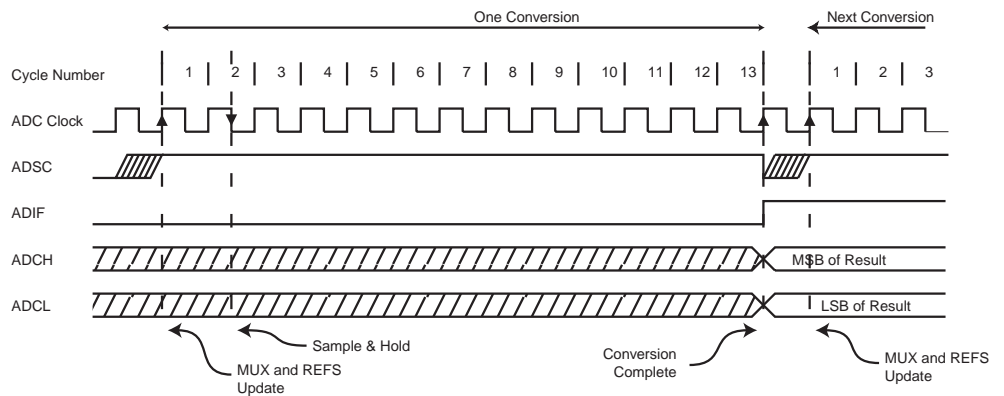 One Conversion
Next Conversion
Cycle Number 1 2 3 4 5 6 7 8 9 10 11 12 13 1 2 3
ADC Clock
ADSC
ADIF
ADCH MSB of Result
ADCL LSB of Result
Sample & Hold
MUX and REFS
Update
Conversion
Complete
MUX and REFS
Update